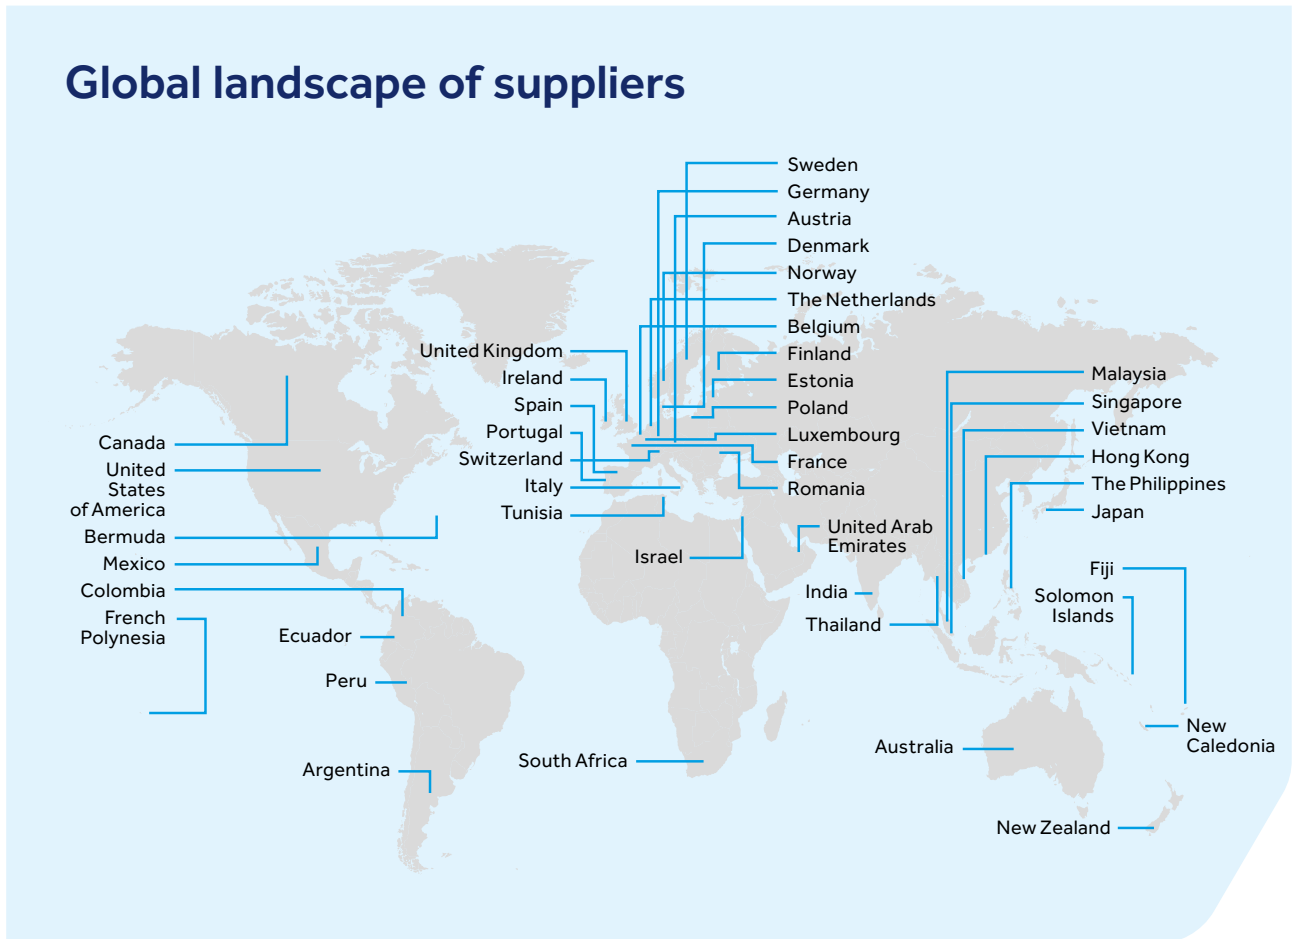 Global landscape of suppliers
Sweden
Germany
Austria
Denmark
Norway
The Netherlands
Belgium
Finland
Estonia
Poland
Luxembourg
France
Romania
United Kingdom
Ireland
Spain
Portugal
Switzerland
Italy
Tunisia
Israel
United Arab
Emirates
India
Thailand
Malaysia
Singapore
Vietnam
Hong Kong
The Philippines
Japan
Fiji
Solomon
Islands
New
Caledonia
Australia
New Zealand
Canada
United
States
of America
Bermuda
Mexico
Colombia
French
Polynesia
Ecuador
Peru
Argentina
South Africa